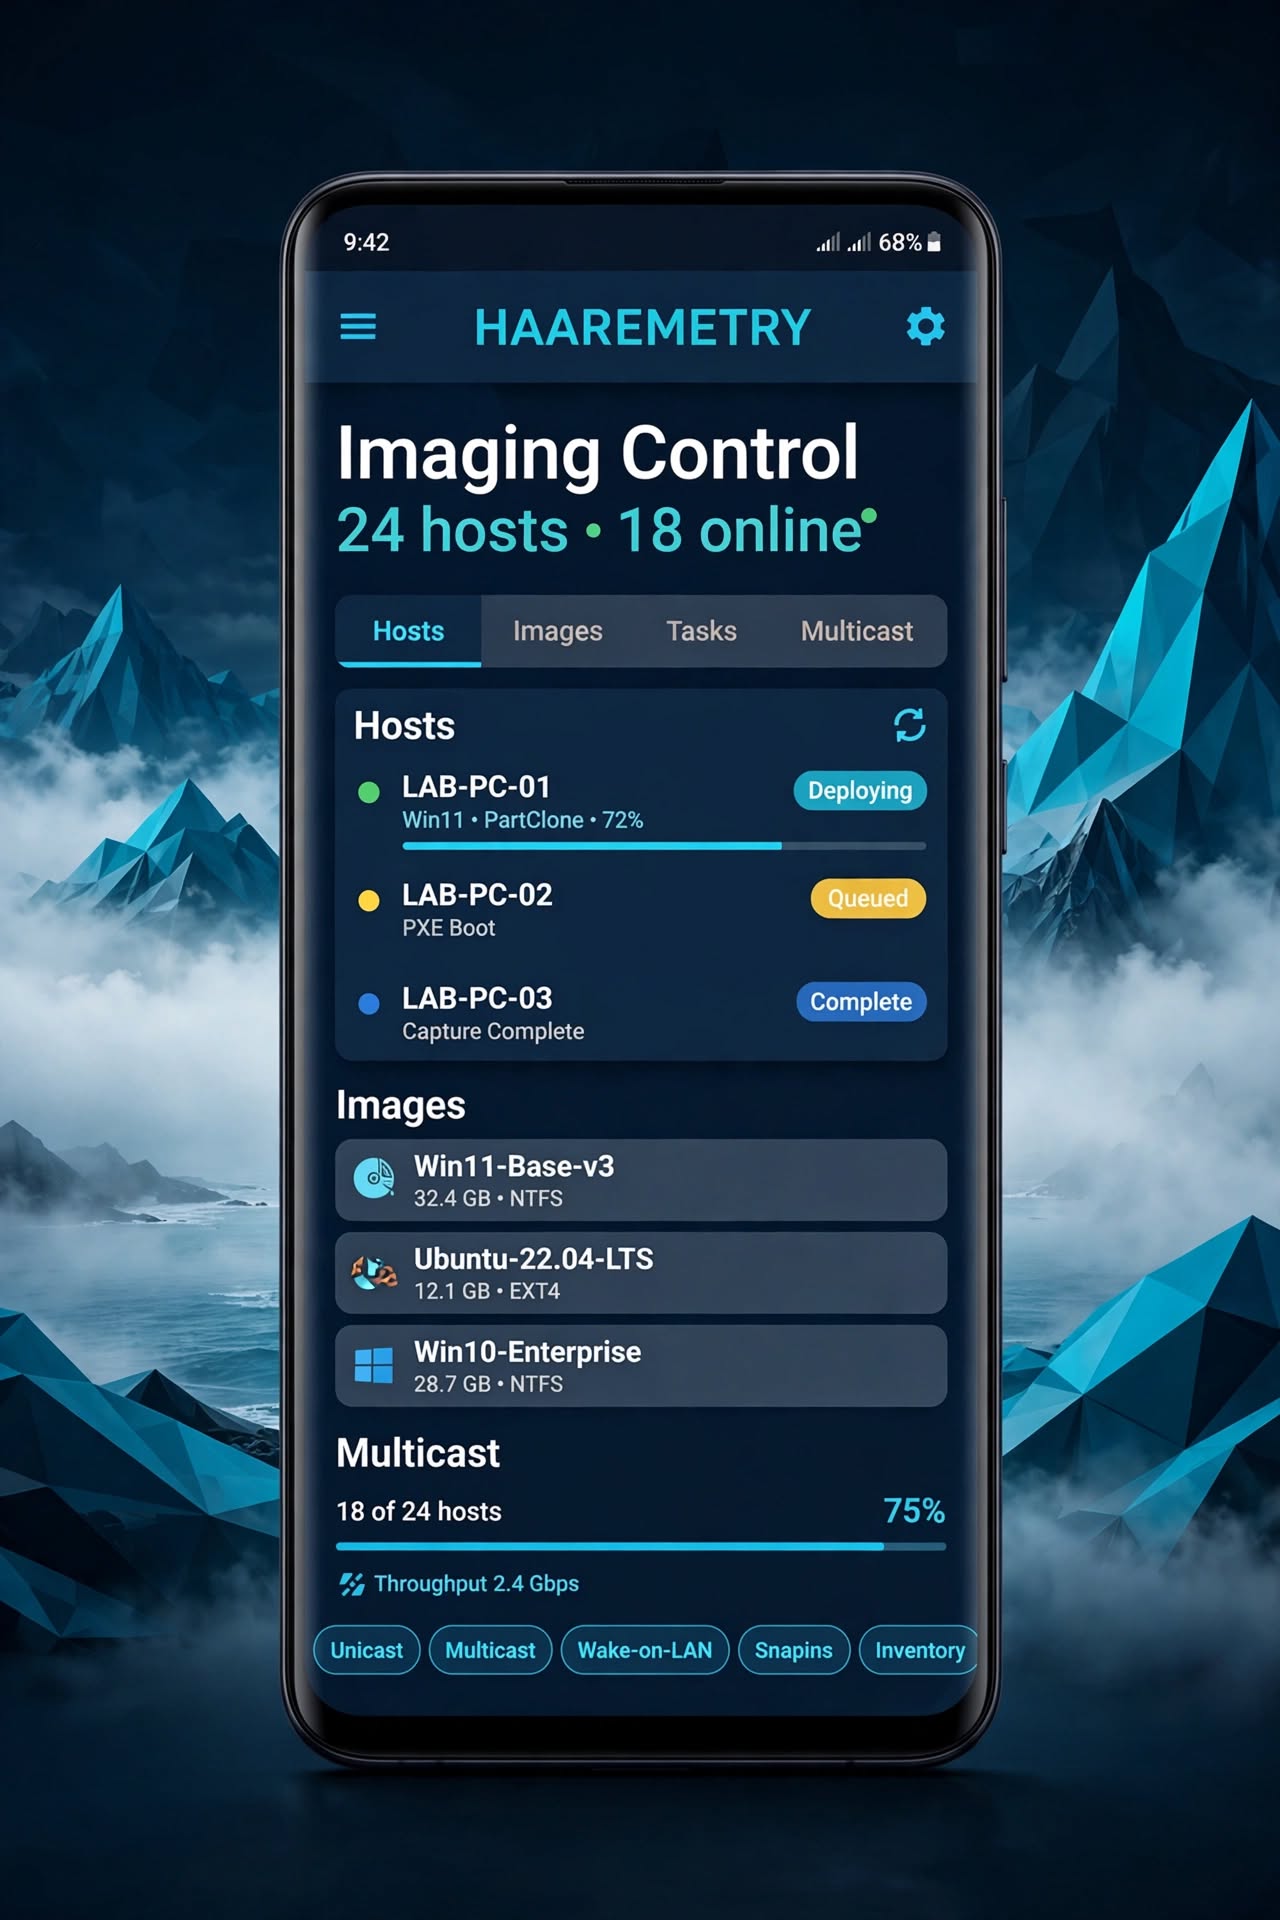 9:42
68%
HAAREMETRY
Imaging Control
24 hosts • 18 online
Hosts
Images
Tasks
Multicast
Hosts
LAB-PC-01
Deploying
Win11 • PartClone • 72%
LAB-PC-02
Queued
PXE Boot
LAB-PC-03
Complete
Capture Complete
Images
Win11-Base-v3
32.4 GB • NTFS
Ubuntu-22.04-LTS
12.1 GB • EXT4
Win10-Enterprise
28.7 GB • NTFS
Multicast
18 of 24 hosts
75%
Throughput 2.4 Gbps
Unicast
Multicast
Wake-on-LAN
Snapins
Inventory